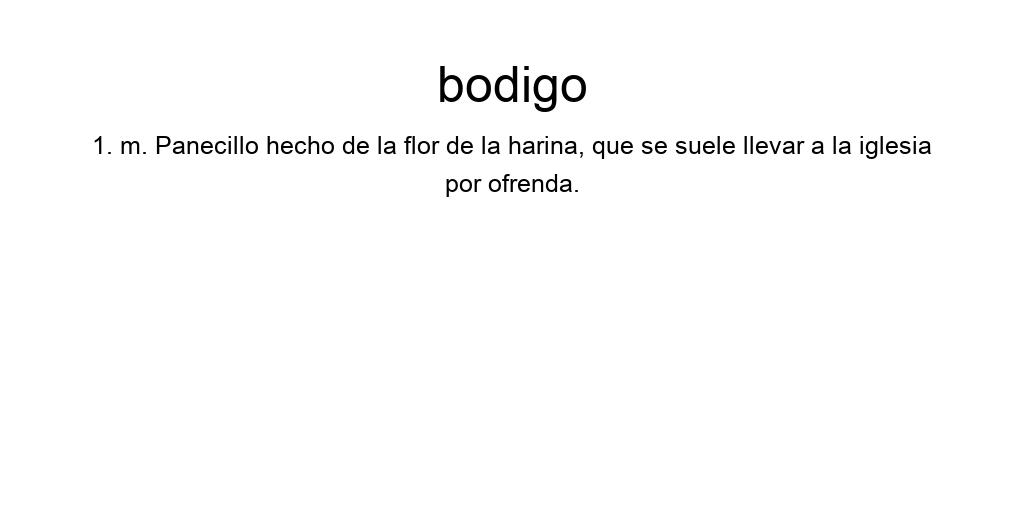 bodigo
1. m. Panecillo hecho de la flor de la harina, que se suele llevar a la iglesia
por ofrenda.